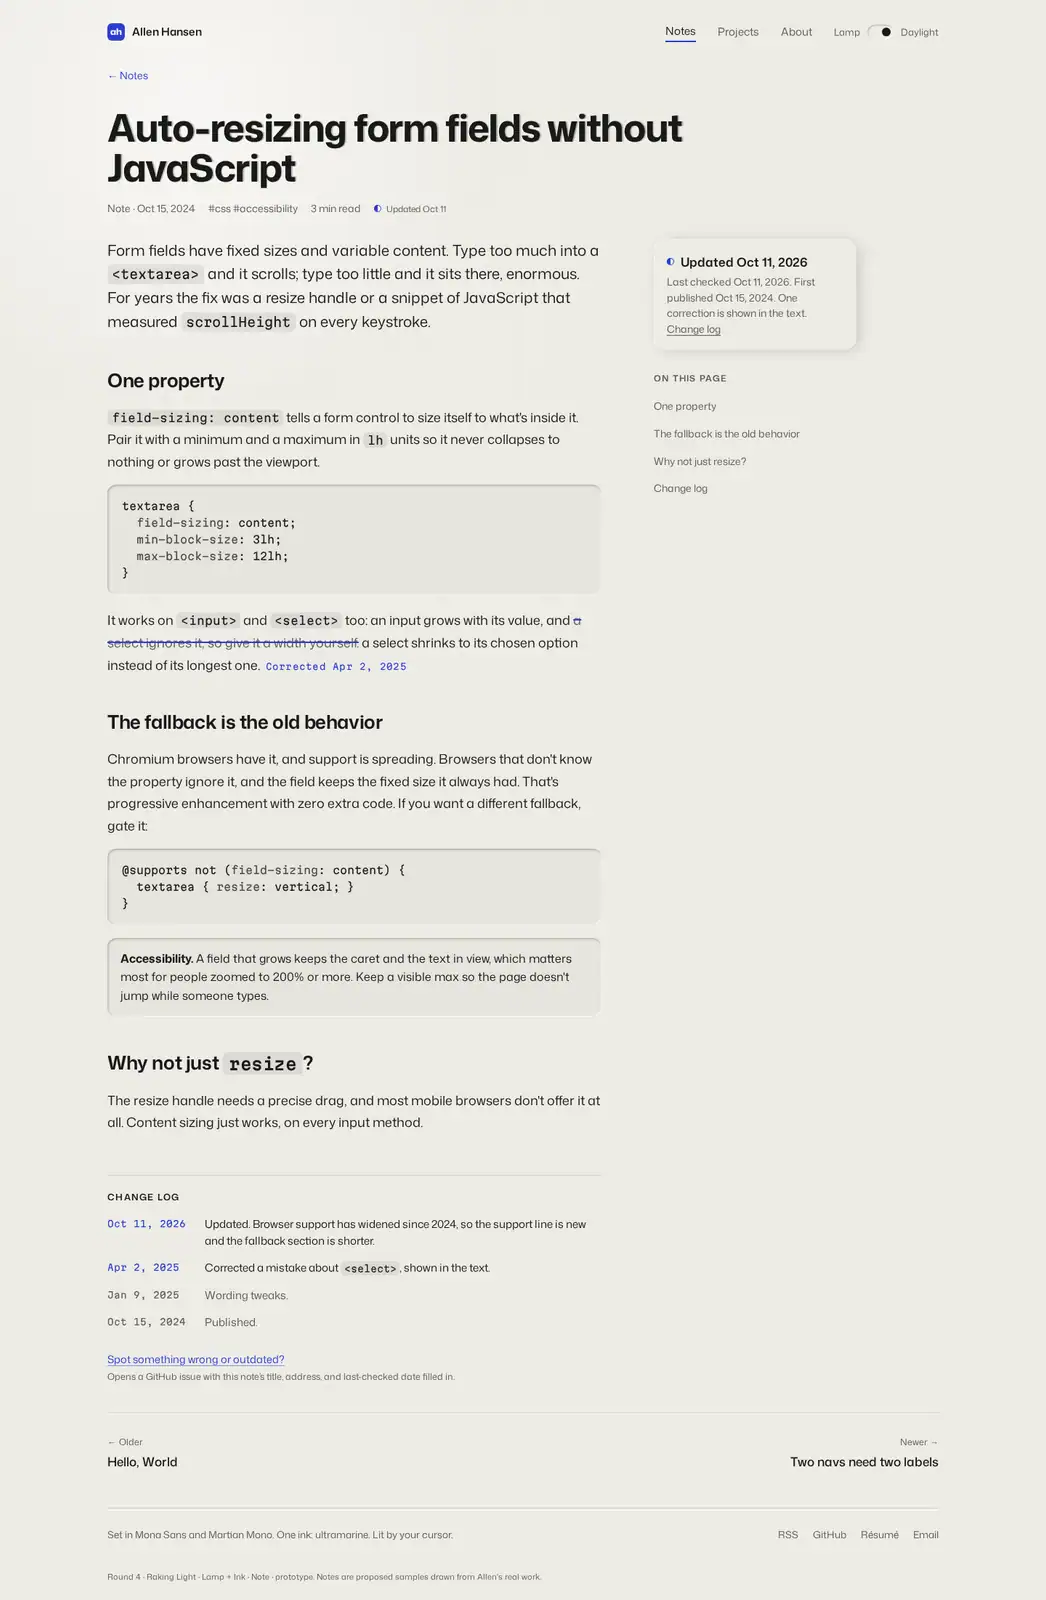 ah Allen Hansen
Notes Projects About Lamp Daylight
← Notes
Auto-resizing form fields without
JavaScript
Note · Oct 15, 2024 #css #accessibility 3 min read Updated Oct 11
Form fields have fixed sizes and variable content. Type too much into a
<textarea> and it scrolls; type too little and it sits there, enormous.
For years the fix was a resize handle or a snippet of JavaScript that
measured scrollHeight on every keystroke.
Updated Oct 11, 2026
Last checked Oct 11, 2026. First
published Oct 15, 2024. One
correction is shown in the text.
Change log
ON THIS PAGE
One property
The fallback is the old behavior
Why not just resize?
Change log
One property
field-sizing: content tells a form control to size itself to what's inside it.
Pair it with a minimum and a maximum in lh units so it never collapses to
nothing or grows past the viewport.
textarea {
  field-sizing: content;
  min-block-size: 3lh;
  max-block-size: 12lh;
}
It works on <input> and <select> too: an input grows with its value, and a
select ignores it, so give it a width yourself. a select shrinks to its chosen option
instead of its longest one. Corrected Apr 2, 2025
The fallback is the old behavior
Chromium browsers have it, and support is spreading. Browsers that don't know
the property ignore it, and the field keeps the fixed size it always had. That's
progressive enhancement with zero extra code. If you want a different fallback,
gate it:
@supports not (field-sizing: content) {
  textarea { resize: vertical; }
}
Accessibility. A field that grows keeps the caret and the text in view, which matters
most for people zoomed to 200% or more. Keep a visible max so the page doesn't
jump while someone types.
Why not just resize?
The resize handle needs a precise drag, and most mobile browsers don't offer it at
all. Content sizing just works, on every input method.
CHANGE LOG
Oct 11, 2026 Updated. Browser support has widened since 2024, so the support line is new
and the fallback section is shorter.
Apr 2, 2025 Corrected a mistake about <select>, shown in the text.
Jan 9, 2025 Wording tweaks.
Oct 15, 2024 Published.
Spot something wrong or outdated?
Opens a GitHub issue with this note's title, address, and last-checked date filled in.
← Older Newer →
Hello, World Two navs need two labels
Set in Mona Sans and Martian Mono. One ink: ultramarine. Lit by your cursor. RSS GitHub Résumé Email
Round 4 · Raking Light · Lamp + Ink · Note · prototype. Notes are proposed samples drawn from Allen's real work.